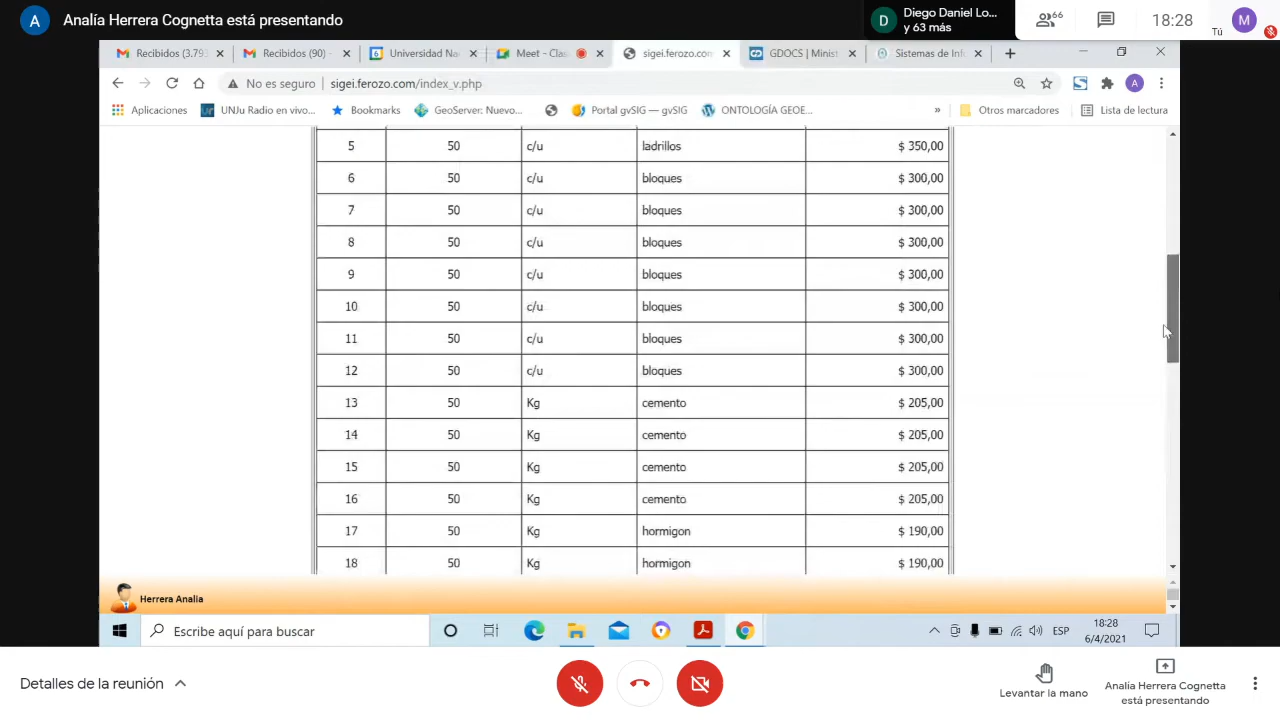 A Analía Herrera Cognetta está presentando
D Diego Daniel Lo...
y 63 más
66
18:28
Tú
M
Recibidos (3.793
Recibidos (90) -
Universidad Na
Meet - Clas
sigei.ferozo.com
GDOCS | Minist
Sistemas de Inf
No es seguro | sigei.ferozo.com/index_v.php
A
Aplicaciones
UNJu Radio en vivo...
Bookmarks
GeoServer: Nuevo...
Portal gvSIG — gvSIG
ONTOLOGÍA GEOE...
»
Otros marcadores
Lista de lectura
5 50 c/u ladrillos $ 350,00
6 50 c/u bloques $ 300,00
7 50 c/u bloques $ 300,00
8 50 c/u bloques $ 300,00
9 50 c/u bloques $ 300,00
10 50 c/u bloques $ 300,00
11 50 c/u bloques $ 300,00
12 50 c/u bloques $ 300,00
13 50 Kg cemento $ 205,00
14 50 Kg cemento $ 205,00
15 50 Kg cemento $ 205,00
16 50 Kg cemento $ 205,00
17 50 Kg hormigon $ 190,00
18 50 Kg hormigon $ 190,00
Herrera Analia
Escribe aquí para buscar
ESP
18:28
6/4/2021
Detalles de la reunión
Levantar la mano
Analía Herrera Cognetta
está presentando